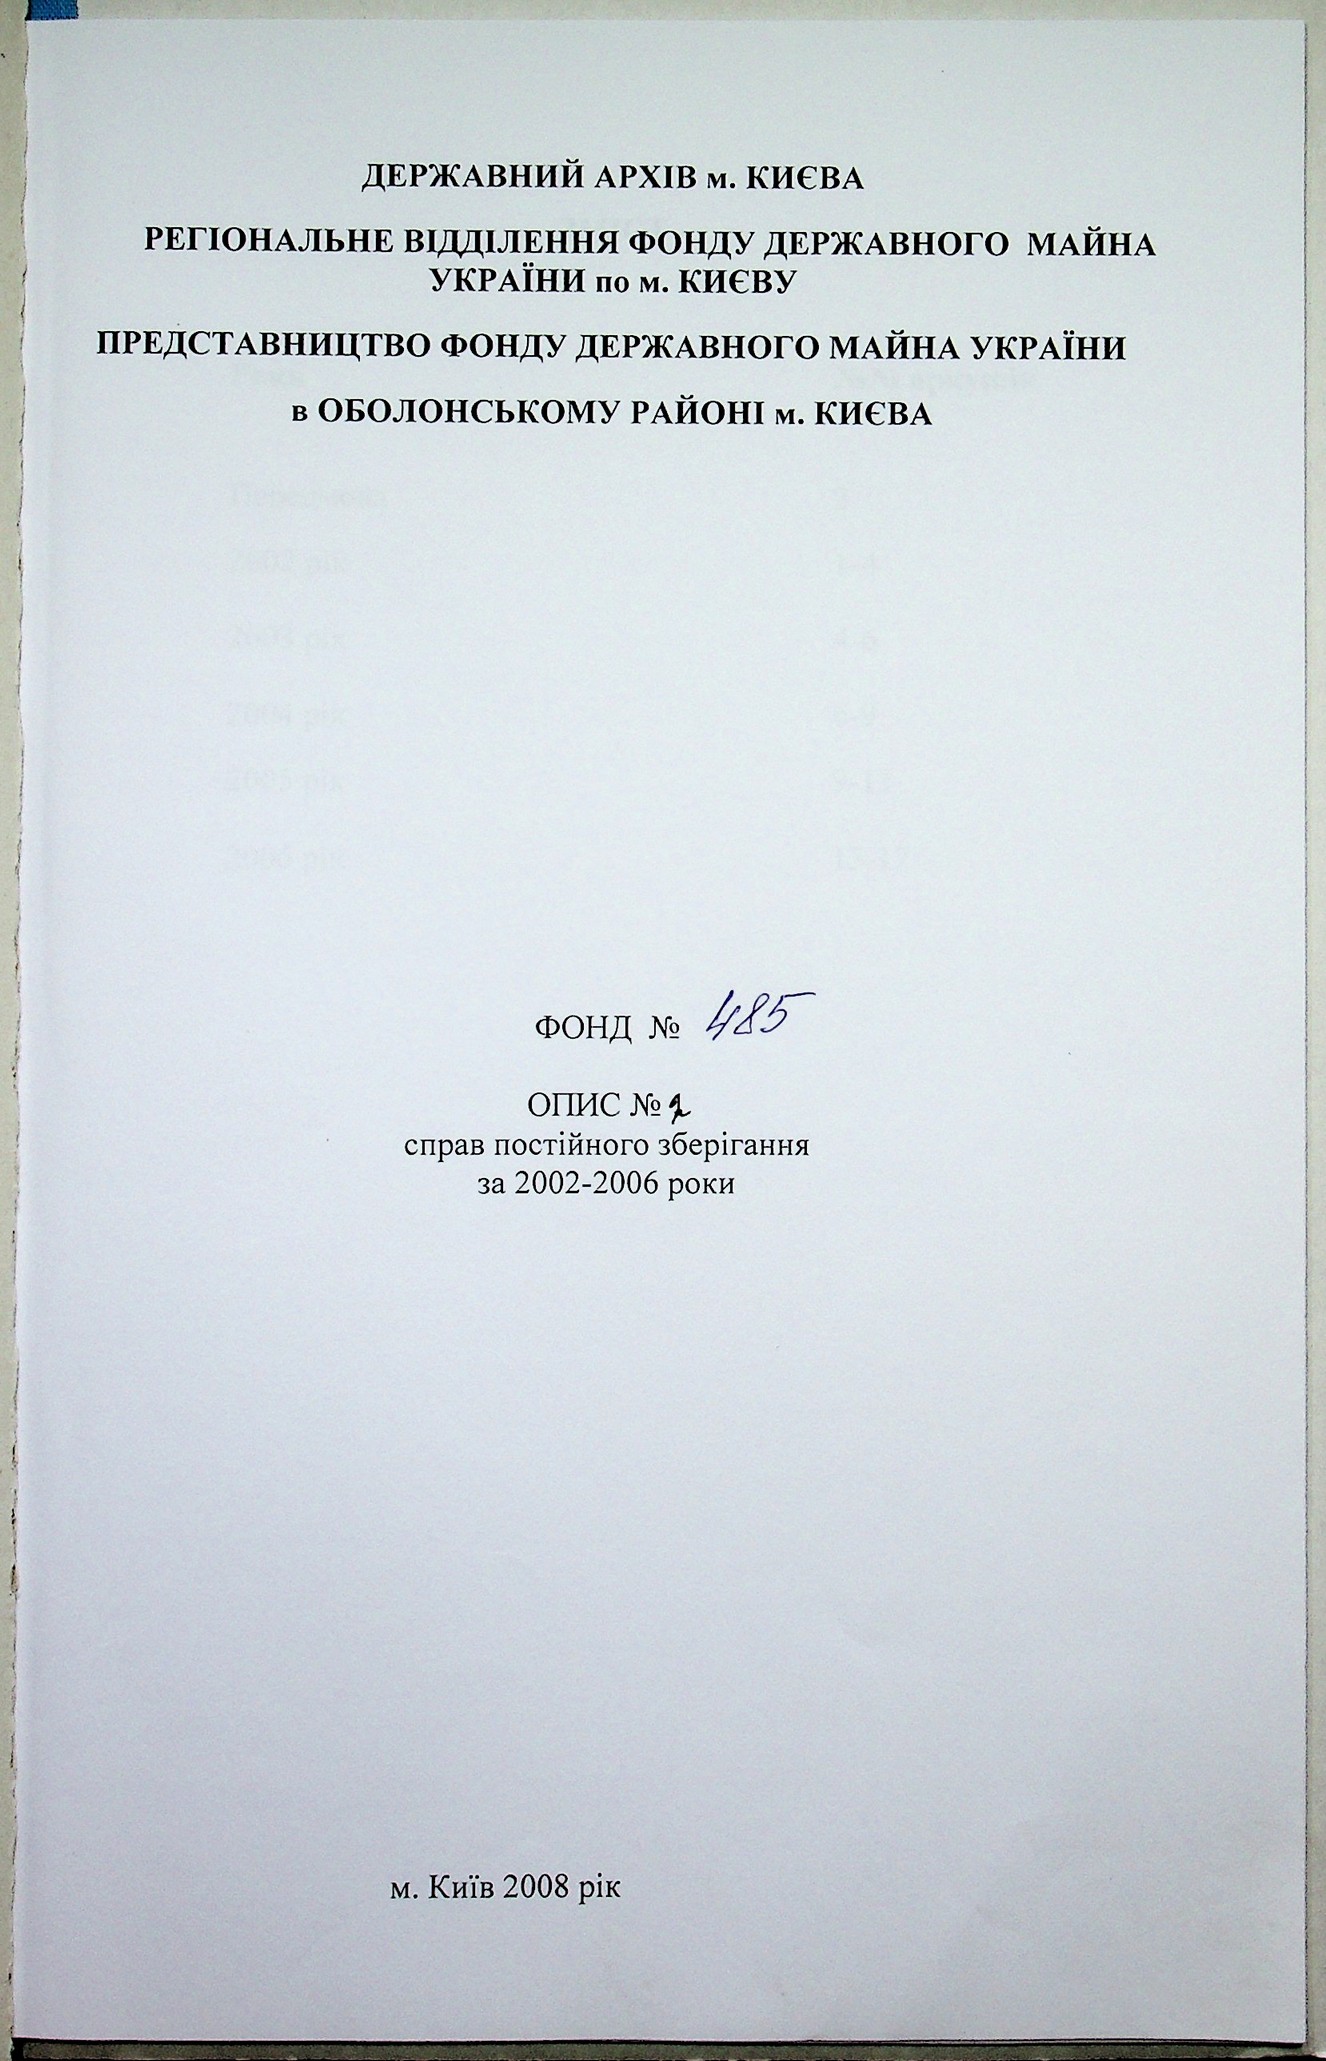 ДЕРЖАВНИЙ АРХІВ м. КИЄВА
РЕГІОНАЛЬНЕ ВІДДІЛЕННЯ ФОНДУ ДЕРЖАВНОГО МАЙНА
УКРАЇНИ по м. КИЄВУ
ПРЕДСТАВНИЦТВО ФОНДУ ДЕРЖАВНОГО МАЙНА УКРАЇНИ
в ОБОЛОНСЬКОМУ РАЙОНІ м. КИЄВА
ФОНД № 485
ОПИС № 2
справ постійного зберігання
за 2002-2006 роки
м. Київ 2008 рік